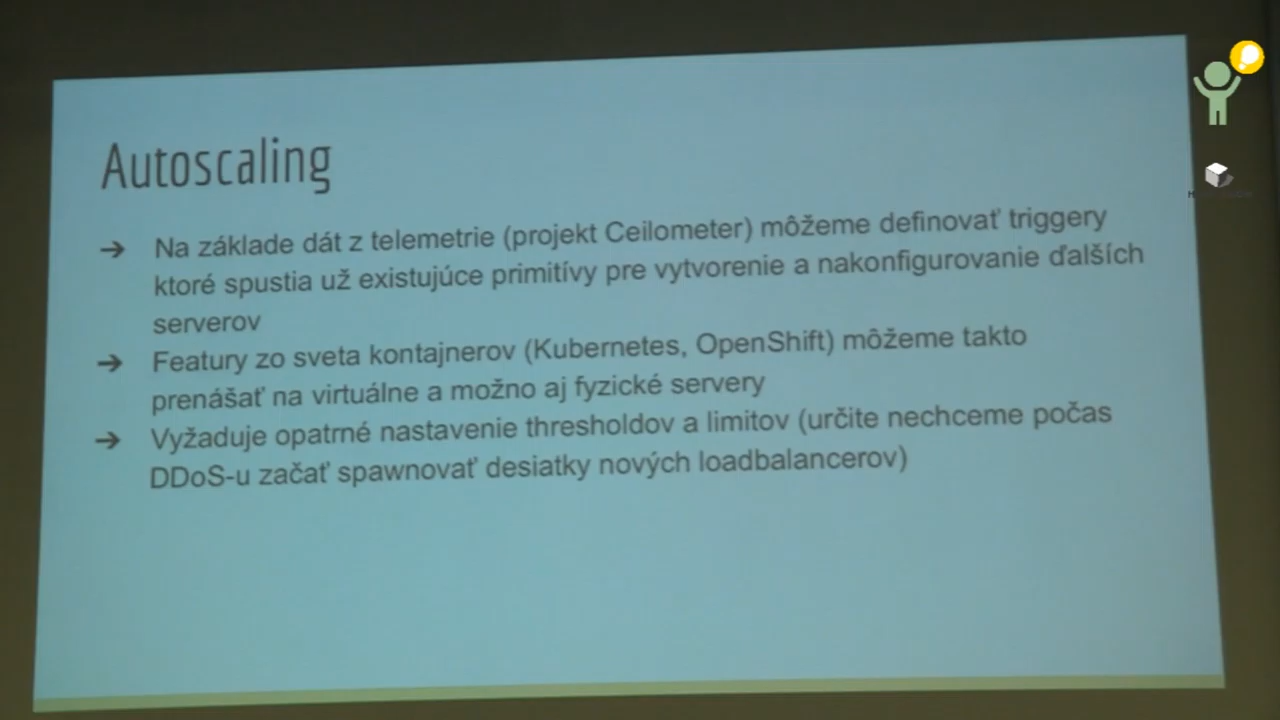 Autoscaling
➔ Na základe dát z telemetrie (projekt Ceilometer) môžeme definovať triggery
ktoré spustia už existujúce primitívy pre vytvorenie a nakonfigurovanie ďalších
serverov
➔ Featury zo sveta kontajnerov (Kubernetes, OpenShift) môžeme takto
prenášať na virtuálne a možno aj fyzické servery
➔ Vyžaduje opatrné nastavenie thresholdov a limitov (určite nechceme počas
DDoS-u začať spawnovať desiatky nových loadbalancerov)